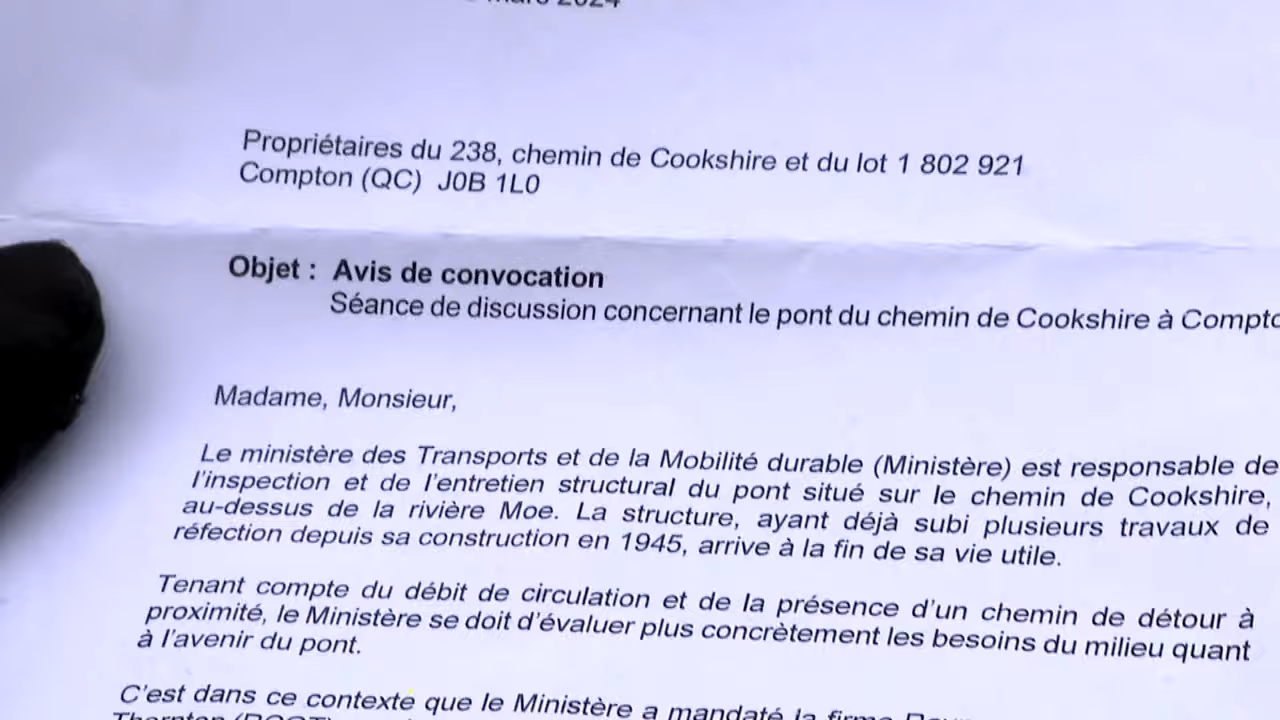 mars 2024
Propriétaires du 238, chemin de Cookshire et du lot 1 802 921
Compton (QC) J0B 1L0
Objet : Avis de convocation
Séance de discussion concernant le pont du chemin de Cookshire à Compto
Madame, Monsieur,
Le ministère des Transports et de la Mobilité durable (Ministère) est responsable de
l'inspection et de l'entretien structural du pont situé sur le chemin de Cookshire,
au-dessus de la rivière Moe. La structure, ayant déjà subi plusieurs travaux de
réfection depuis sa construction en 1945, arrive à la fin de sa vie utile.
Tenant compte du débit de circulation et de la présence d'un chemin de détour à
proximité, le Ministère se doit d'évaluer plus concrètement les besoins du milieu quant
à l'avenir du pont.
C'est dans ce contexte que le Ministère a mandaté la firme